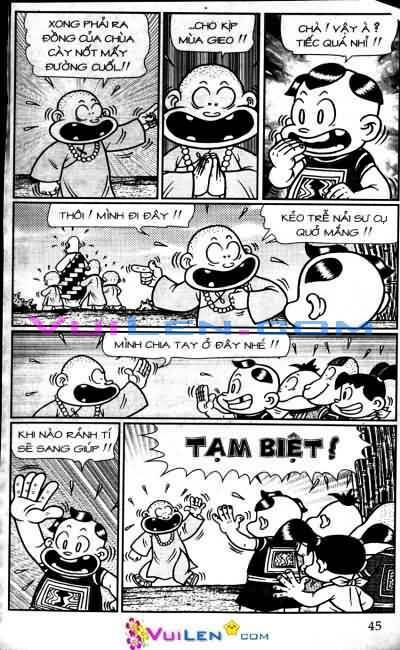 XONG PHẢI RA
ĐỒNG CỦA CHÙA
CÀY NỐT MẤY
ĐƯỜNG CUỐI..!!
..CHO KỊP
MÙA GIEO !!
CHÀ ! VẬY À ?
TIẾC QUÁ NHỈ !
THÔI ! MÌNH ĐI ĐÂY !!
KẺO TRỄ NẢI SƯ CỤ
QUỞ MẮNG !!
VuiLen.com
MÌNH CHIA TAY Ở ĐÂY NHÉ !!
KHI NÀO RẢNH TÍ
SẼ SANG GIÚP !!
TẠM BIỆT !
45
VuiLen.com